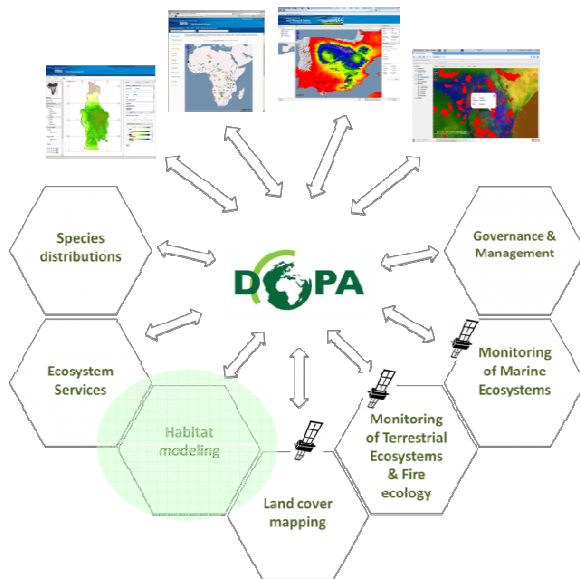 Species
distributions
DOPA
Governance &
Management
Ecosystem
Services
Monitoring
of Marine
Ecosystems
Habitat
modeling
Monitoring
of Terrestrial
Ecosystems
& Fire
ecology
Land cover
mapping